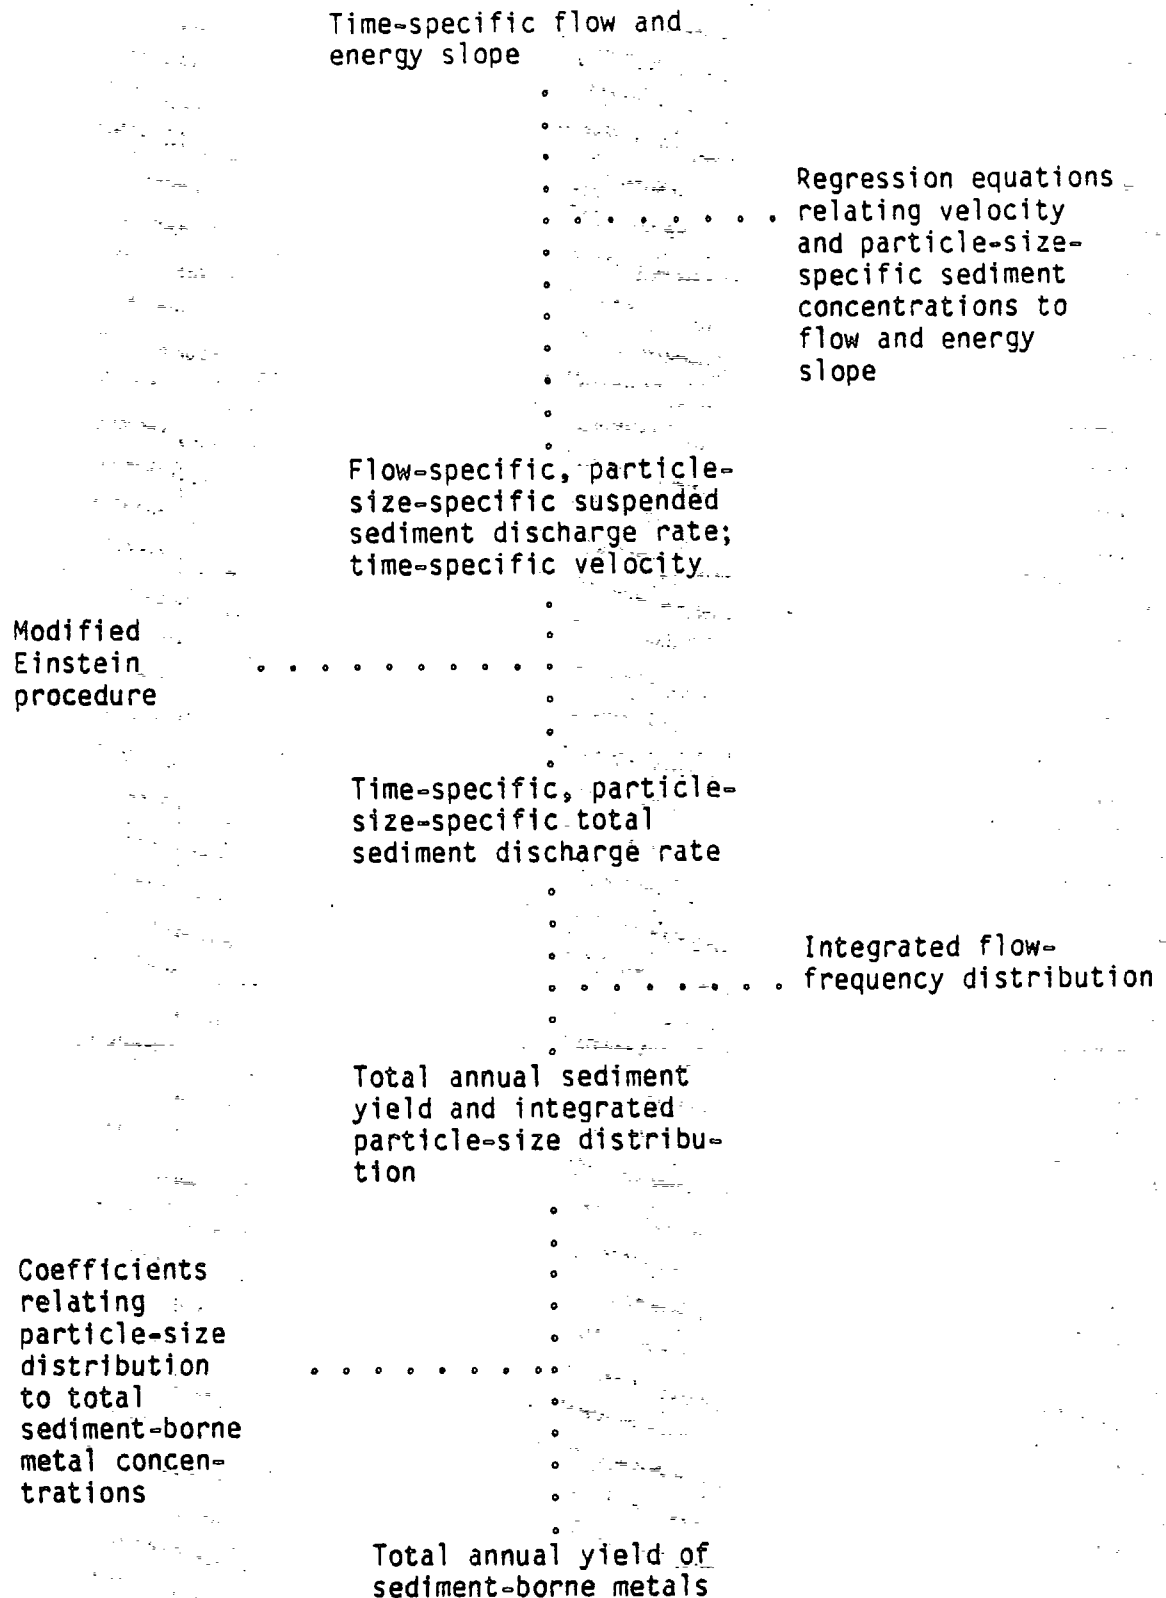 Time-specific flow and
energy slope
Regression equations
relating velocity
and particle-size-
specific sediment
concentrations to
flow and energy
slope
Flow-specific, particle-
size-specific suspended
sediment discharge rate;
time-specific velocity
Modified
Einstein
procedure
Time-specific, particle-
size-specific total
sediment discharge rate
Integrated flow-
frequency distribution
Total annual sediment
yield and integrated
particle-size distribu-
tion
Coefficients
relating
particle-size
distribution
to total
sediment-borne
metal concen-
trations
Total annual yield of
sediment-borne metals